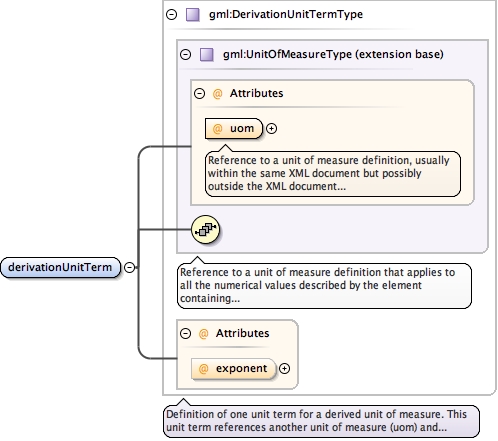 gml:DerivationUnitTermType
gml:UnitOfMeasureType (extension base)
@ Attributes
@ uom
Reference to a unit of measure definition, usually
within the same XML document but possibly
outside the XML document...
derivationUnitTerm
Reference to a unit of measure definition that applies to
all the numerical values described by the element
containing...
@ Attributes
@ exponent
Definition of one unit term for a derived unit of measure. This
unit term references another unit of measure (uom) and...